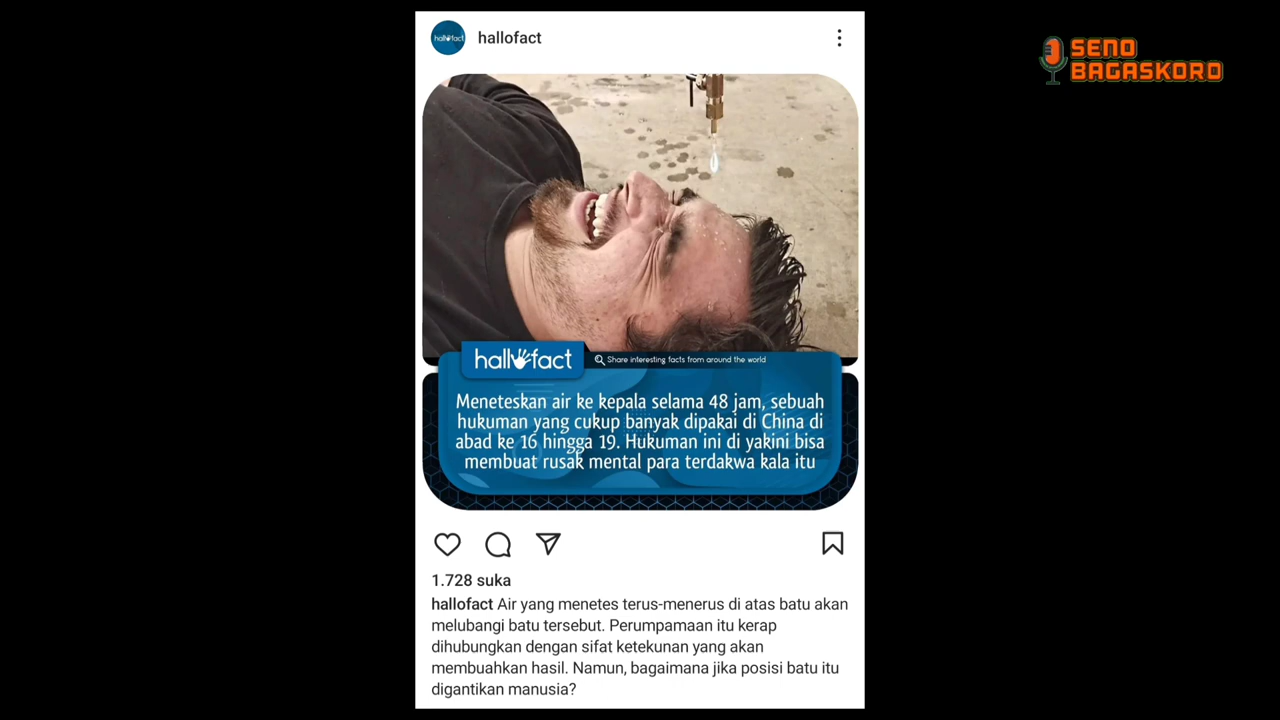 hallofact
hallofact
SENO
BAGASKORO
hallofact
Share interesting facts from around the world
Meneteskan air ke kepala selama 48 jam, sebuah
hukuman yang cukup banyak dipakai di China di
abad ke 16 hingga 19. Hukuman ini di yakini bisa
membuat rusak mental para terdakwa kala itu
1.728 suka
hallofact Air yang menetes terus-menerus di atas batu akan
melubangi batu tersebut. Perumpamaan itu kerap
dihubungkan dengan sifat ketekunan yang akan
membuahkan hasil. Namun, bagaimana jika posisi batu itu
digantikan manusia?